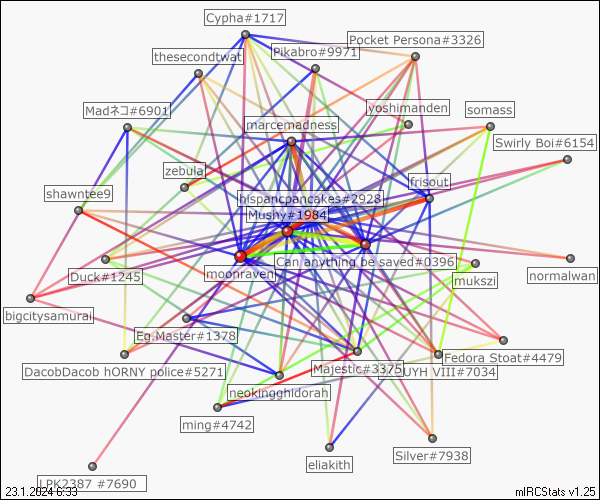 Cypha#1717
Pocket Persona#3326
thesecondtwat
Pikabro#9971
Madネコ#6901
yoshimanden
somass
marcemadness
Swirly Boi#6154
zebula
frisout
shawntee9
hispancpancakes#2928
Mushy#1984
Can anything be saved#0396
Duck#1245
moonraven
mukszi
normalwan
bigcitysamurai
Eg.Master#1378
Fedora Stoat#4479
DacobDacob hORNY police#5271
Majestic#3375
UYH VIII#7034
neokingghidorah
ming#4742
eliakith
Silver#7938
LPK2387 #7690
23.1.2024 6:33
mIRCStats v1.25